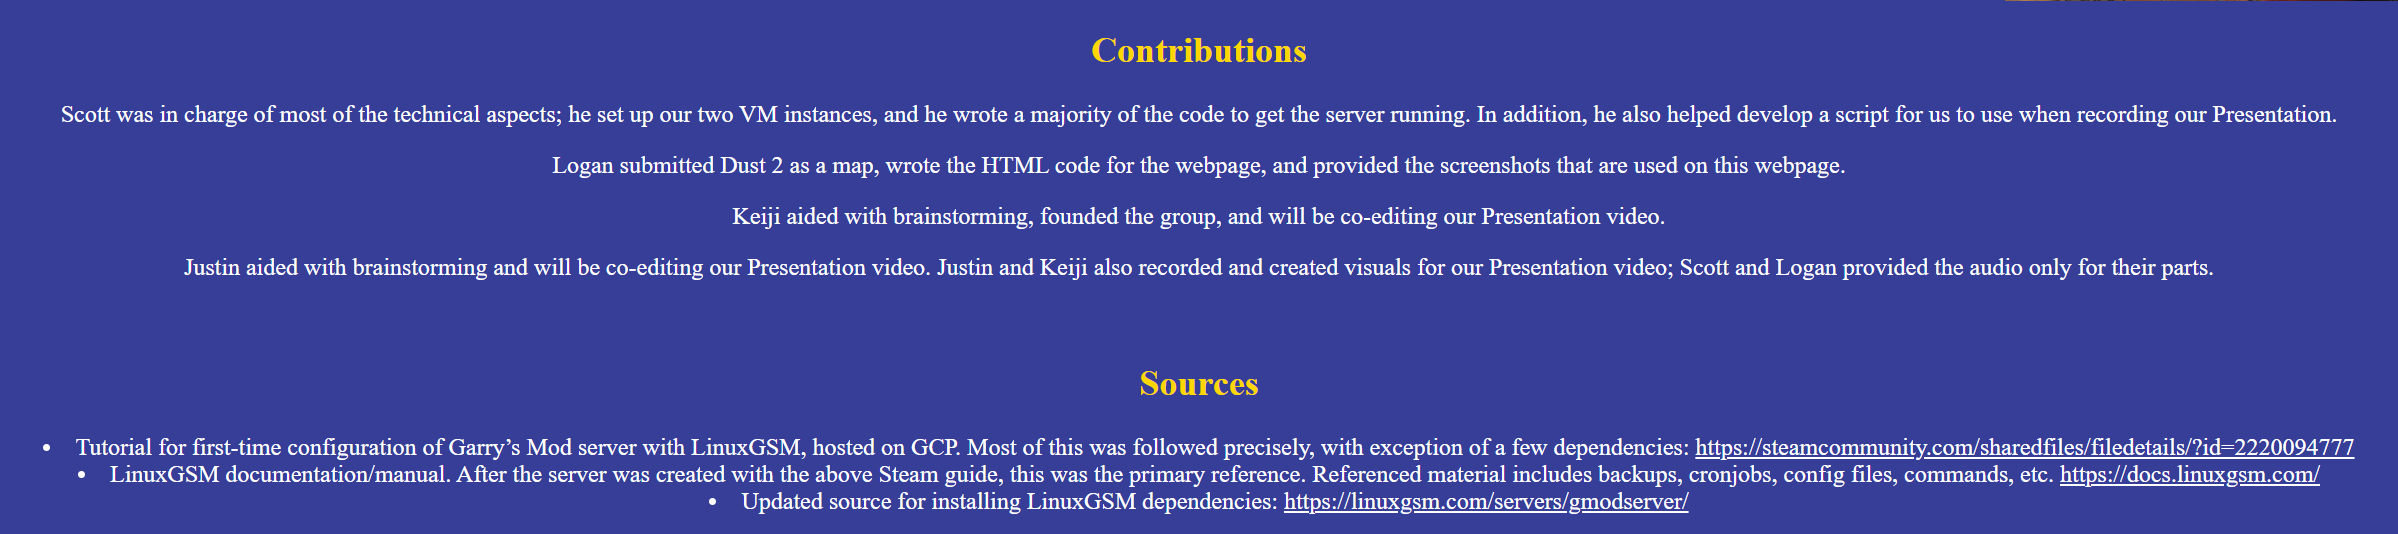 Contributions
Scott was in charge of most of the technical aspects; he set up our two VM instances, and he wrote a majority of the code to get the server running. In addition, he also helped develop a script for us to use when recording our Presentation.
Logan submitted Dust 2 as a map, wrote the HTML code for the webpage, and provided the screenshots that are used on this webpage.
Keiji aided with brainstorming, founded the group, and will be co-editing our Presentation video.
Justin aided with brainstorming and will be co-editing our Presentation video. Justin and Keiji also recorded and created visuals for our Presentation video; Scott and Logan provided the audio only for their parts.
Sources
• Tutorial for first-time configuration of Garry’s Mod server with LinuxGSM, hosted on GCP. Most of this was followed precisely, with exception of a few dependencies: https://steamcommunity.com/sharedfiles/filedetails/?id=2220094777
• LinuxGSM documentation/manual. After the server was created with the above Steam guide, this was the primary reference. Referenced material includes backups, cronjobs, config files, commands, etc. https://docs.linuxgsm.com/
• Updated source for installing LinuxGSM dependencies: https://linuxgsm.com/servers/gmodserver/